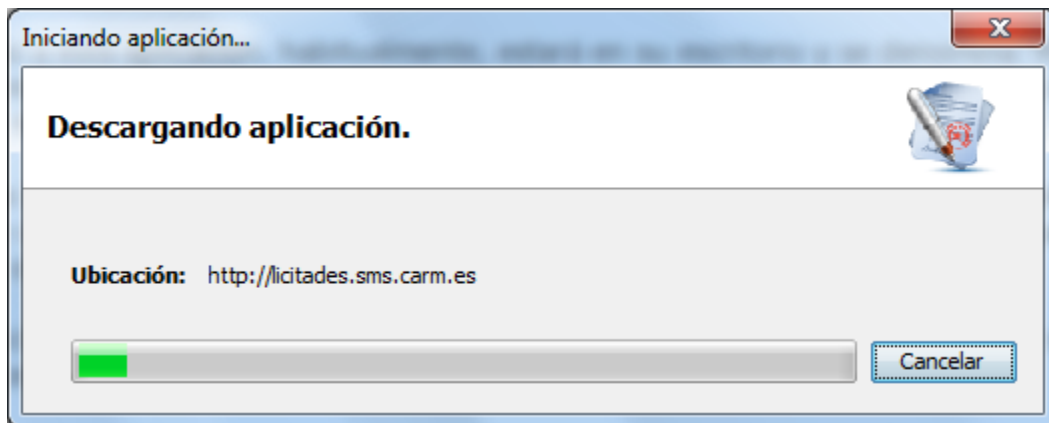 Iniciando aplicación...
Descargando aplicación.
Ubicación: http://licitades.sms.carm.es
Cancelar